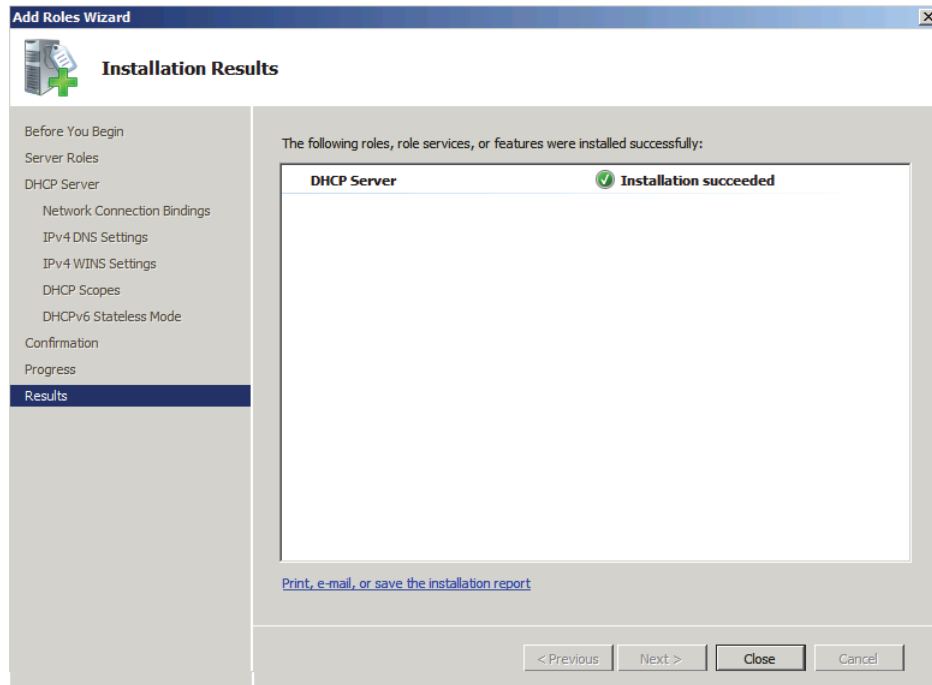 Add Roles Wizard
Installation Results
Before You Begin
Server Roles
DHCP Server
Network Connection Bindings
IPv4 DNS Settings
IPv4 WINS Settings
DHCP Scopes
DHCPv6 Stateless Mode
Confirmation
Progress
Results
The following roles, role services, or features were installed successfully:
DHCP Server Installation succeeded
Print, e-mail, or save the installation report
< Previous Next > Close Cancel